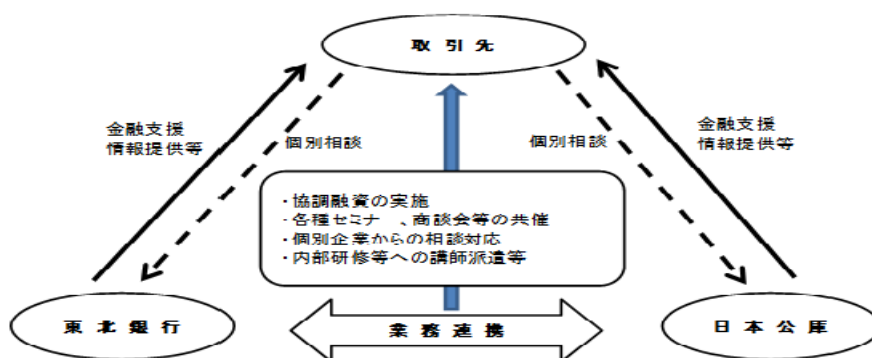 取引先
金融支援
情報提供等
個別相談
個別相談
金融支援
情報提供等
・協調融資の実施
・各種セミナー、商談会等の共催
・個別企業からの相談対応
・内部研修等への講師派遣等
東北銀行
業務連携
日本公庫